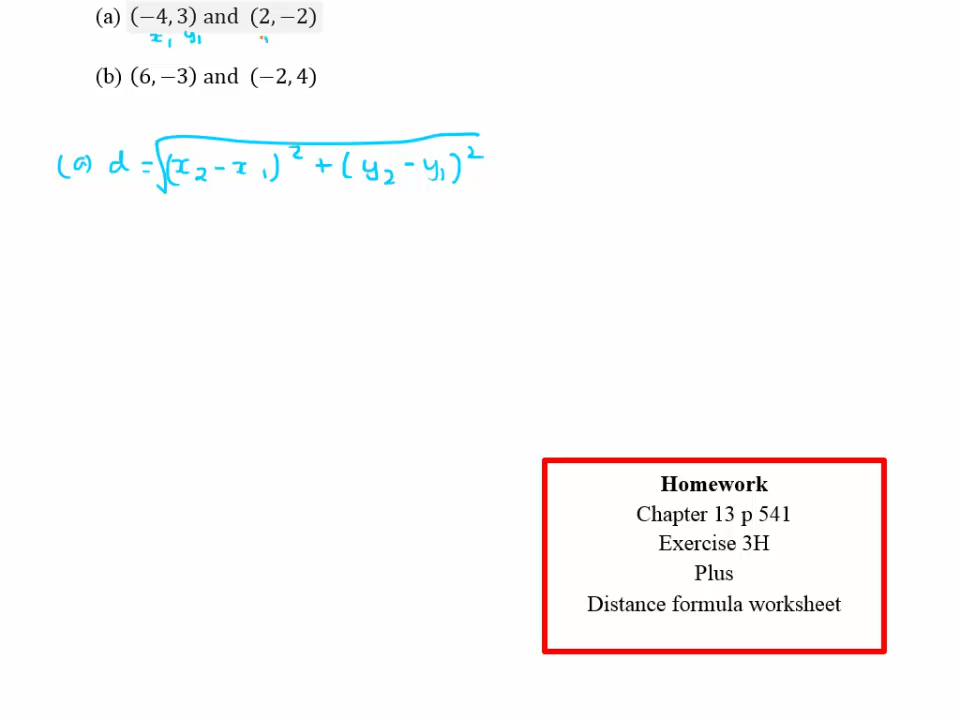 (a) (−4, 3) and (2, −2)
x₁ y₁
(b) (6, −3) and (−2, 4)
(a) d = √(x₂ − x₁)² + (y₂ − y₁)²
Homework
Chapter 13 p 541
Exercise 3H
Plus
Distance formula worksheet